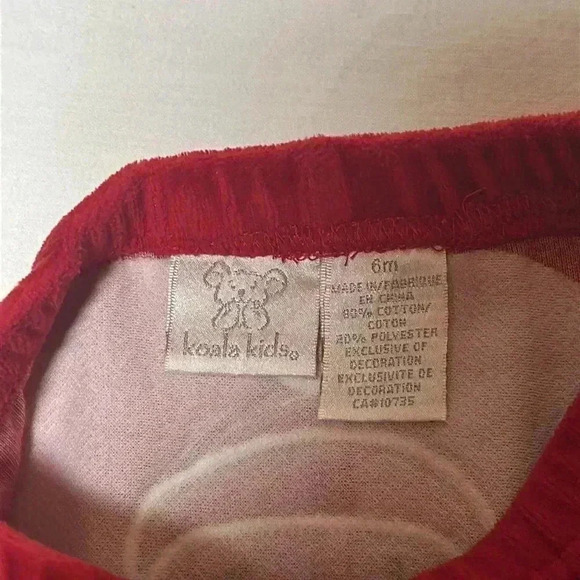 koala kids®
6m
MADE IN/FABRIQUE
EN CHINA
80% COTTON/
COTON
20% POLYESTER
EXCLUSIVE OF
DECORATION
EXCLUSIVITE DE
DECORATION
CA#10735